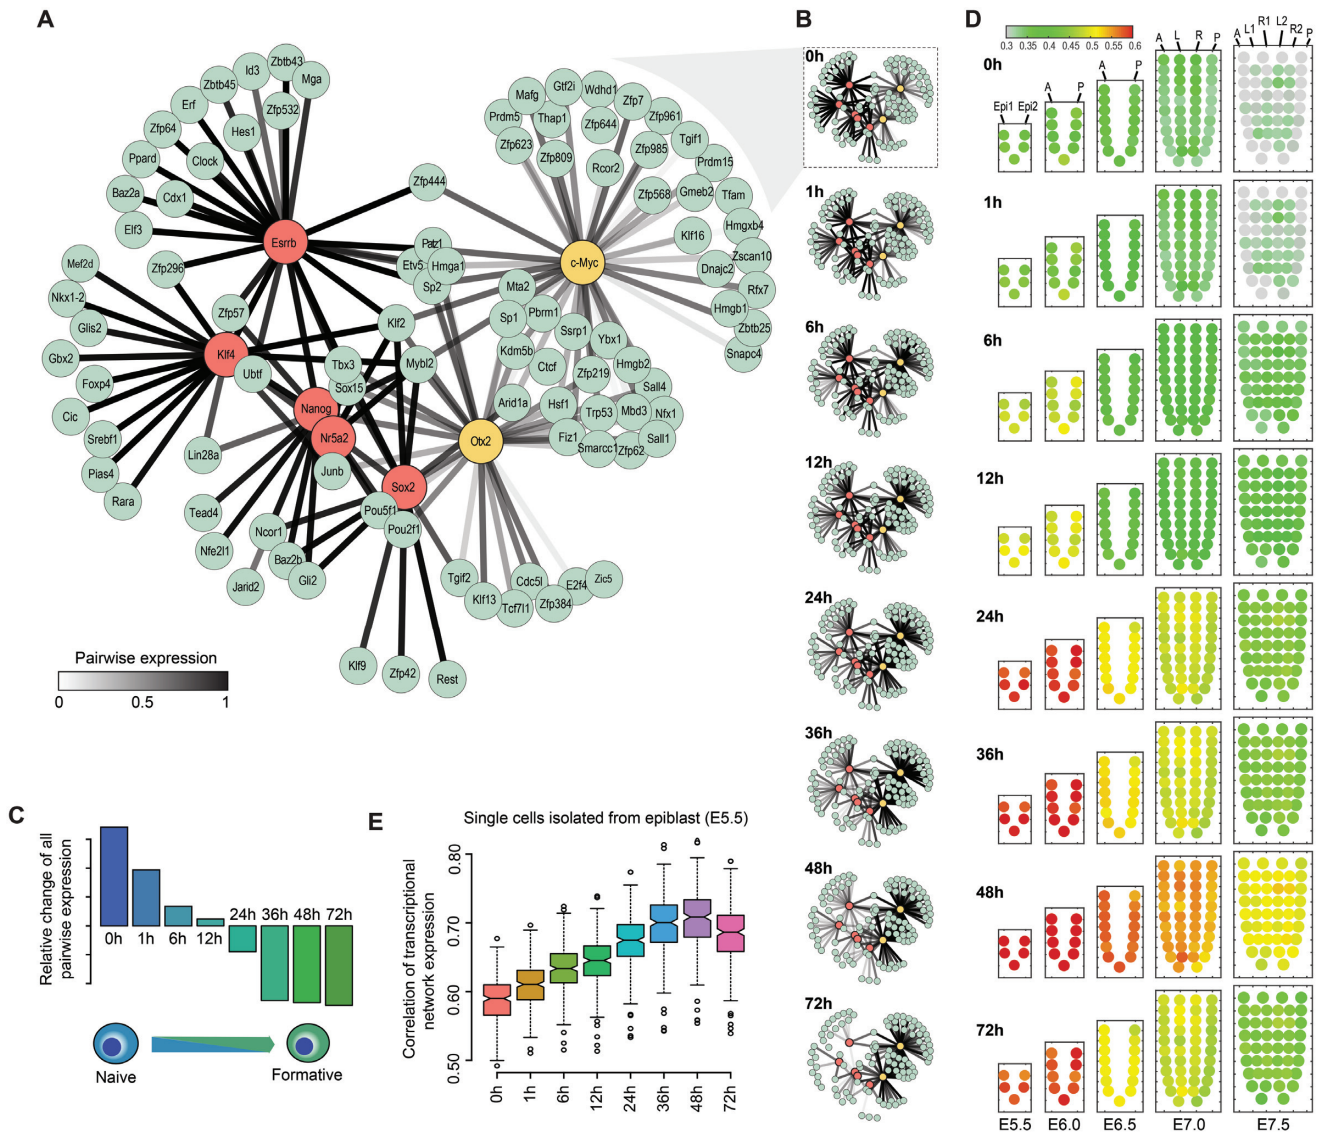 A
Zbtb43
Id3
Mga
Zbtb45
Erf
Zfp532
Zfp64
Hes1
Ppard
Clock
Baz2a
Cdx1
Elf3
Esrrb
Mef2d
Zfp296
Nkx1-2
Zfp57
Glis2
Gbx2
Klf4
Ubtf
Foxp4
Cic
Srebf1
Pias4
Rara
Lin28a
Tead4
Nfe2l1
Ncor1
Jarid2
Baz2b
Gli2
Nanog
Nr5a2
Junb
Tbx3
Sox15
Klf2
Mybl2
Sox2
Pou5f1
Pou2f1
Klf9
Zfp42
Rest
Zfp444
Patz1
Etv5
Hmga1
Sp2
Mafg
Gtf2i
Wdhd1
Zfp7
Prdm5
Thap1
Zfp644
Zfp961
Zfp623
Zfp809
Rcor2
Zfp985
Tgif1
Prdm15
Zfp568
Gmeb2
Tfam
Klf16
Hmgxb4
Zscan10
Dnajc2
Rfx7
Hmgb1
Zbtb25
Snapc4
c-Myc
Mta2
Sp1
Pbrm1
Ssrp1
Ybx1
Kdm5b
Ctcf
Zfp219
Hmgb2
Sall4
Arid1a
Hsf1
Trp53
Mbd3
Nfx1
Fiz1
Smarcc1
Zfp62
Sall1
Otx2
Tgif2
Klf13
Cdc5l
Tcf7l1
Zfp384
E2f4
Zic5
Pairwise expression
0 0.5 1
B
0h
1h
6h
12h
24h
36h
48h
72h
C
Relative change of all
pairwise expression
0h 1h 6h 12h 24h 36h 48h 72h
Naive Formative
D
0.3 0.35 0.4 0.45 0.5 0.55 0.6
Epi1 Epi2
A P
A P
A L R P
A L1 R1 L2 R2 P
0h
1h
6h
12h
24h
36h
48h
72h
E5.5 E6.0 E6.5 E7.0 E7.5
E
Single cells isolated from epiblast (E5.5)
Correlation of transcriptional
network expression
0.80
0.70
0.60
0.50
0h 1h 6h 12h 24h 36h 48h 72h